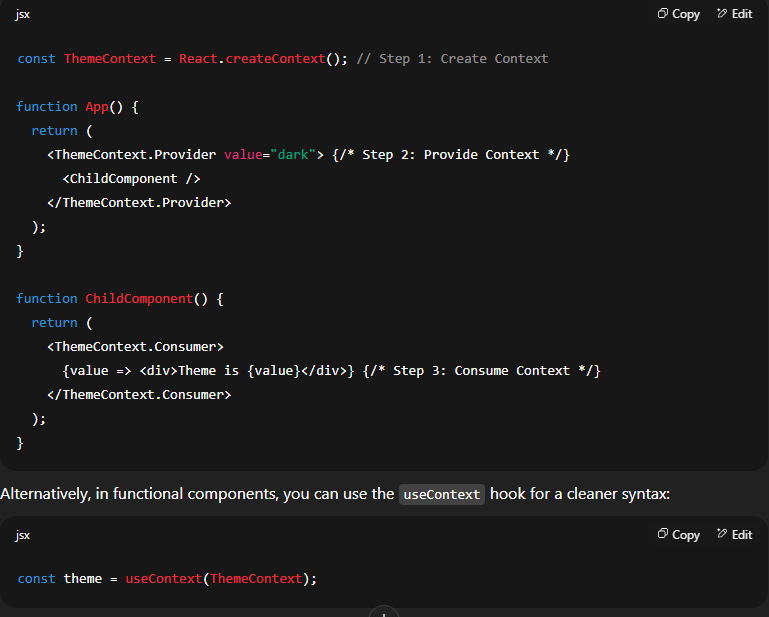 jsx Copy Edit
const ThemeContext = React.createContext(); // Step 1: Create Context
function App() {
return (
<ThemeContext.Provider value="dark"> {/* Step 2: Provide Context */}
<ChildComponent />
</ThemeContext.Provider>
);
}
function ChildComponent() {
return (
<ThemeContext.Consumer>
{value => <div>Theme is {value}</div>} {/* Step 3: Consume Context */}
</ThemeContext.Consumer>
);
}
Alternatively, in functional components, you can use the useContext hook for a cleaner syntax:
jsx Copy Edit
const theme = useContext(ThemeContext);